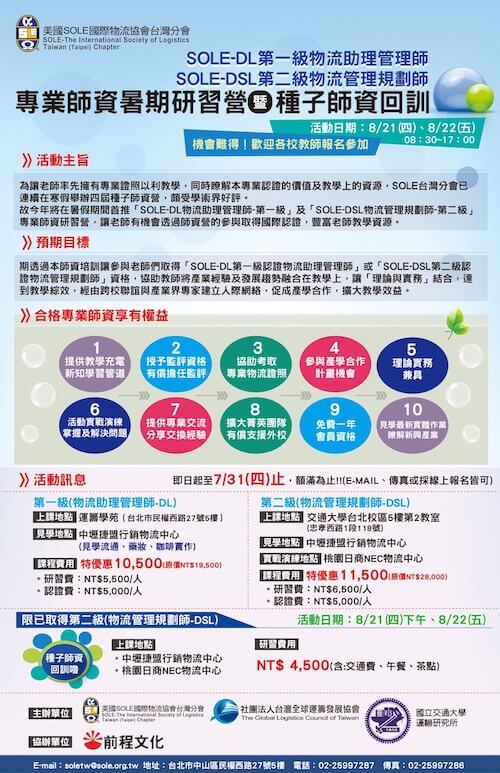 美國SOLE國際物流協會台灣分會
SOLE-The International Society of Logistics
Taiwan (Taipei) Chapter
SOLE-DL第一級物流助理管理師
SOLE-DSL第二級物流管理規劃師
專業師資暑期研習營暨種子師資回訓
活動日期：8/21(四)、8/22(五)
08：30~17：00
機會難得！歡迎各校教師報名參加
》活動主旨
為讓老師率先擁有專業證照以利教學，同時瞭解本專業認證的價值及教學上的資源，SOLE台灣分會已
連續在寒假舉辦四屆種子師資營，頗受學術界好評。
故今年將在暑假期間首推「SOLE-DL物流助理管理師-第一級」及「SOLE-DSL物流管理規劃師-第二級」
專業師資研習營，讓老師有機會透過師資營的參與取得國際認證，豐富老師教學資源。
》預期目標
期透過本師資培訓讓參與老師們取得「SOLE-DL第一級認證物流助理管理師」或「SOLE-DSL第二級認
證物流管理規劃師」資格，協助教師將產業經驗及發展趨勢融合在教學上，讓「理論與實務」結合，達
到教學綜效，經由跨校聯誼與產業界專家建立人際網絡，促成產學合作，擴大教學效益。
》合格專業師資享有權益
1
提供教學充電
新知學習管道
2
授予監評資格
有償擔任監評
3
協助考取
專業物流證照
4
參與產學合作
計畫機會
5
理論實務
兼具
6
活動實戰演練
掌握及解決問題
7
提供專業交流
分享交換經驗
8
擴大菁英團隊
有償支援外校
9
免費一年
會員資格
10
見學最新實體作業
瞭解新興產業
》活動訊息
即日起至7/31(四)止，額滿為止!!(E-MAIL、傳真或採線上報名皆可)
第一級(物流助理管理師-DL)
上課地點 運籌學苑（台北市民權西路27號5樓）
見學地點 中壢捷盟行銷物流中心
(見學流通、藥妝、咖啡實作)
課程費用 特優惠10,500(原價NT$19,500)
・研習費：NT$5,500/人
・認證費：NT$5,000/人
第二級(物流管理規劃師-DSL)
上課地點 交通大學台北校區5樓第2教室
(忠孝西路1段118號)
見學地點 中壢捷盟行銷物流中心
實戰演練地點 桃園日商NEC物流中心
課程費用 特優惠11,500(原價NT$28,000)
・研習費：NT$6,500/人
・認證費：NT$5,000/人
限已取得第二級(物流管理規劃師-DSL)
活動日期：8/21(四)下午、8/22(五)
種子師資
回訓嚕
上課地點
・中壢捷盟行銷物流中心
・桃園日商NEC物流中心
研習費用
NT$ 4,500(含:交通費、午餐、茶點)
主辦單位
美國SOLE國際物流協會台灣分會
SOLE-The International Society of Logistics
Taiwan (Taipei) Chapter
社團法人台灣全球運籌發展協會
The Global Logistics Council of Taiwan
國立交通大學
運輸研究所
協辦單位
前程文化
E-mail：soletw@sole.org.tw 地址：台北市中山區民權西路27號5樓 電話：02-25997287 傳真：02-25997286